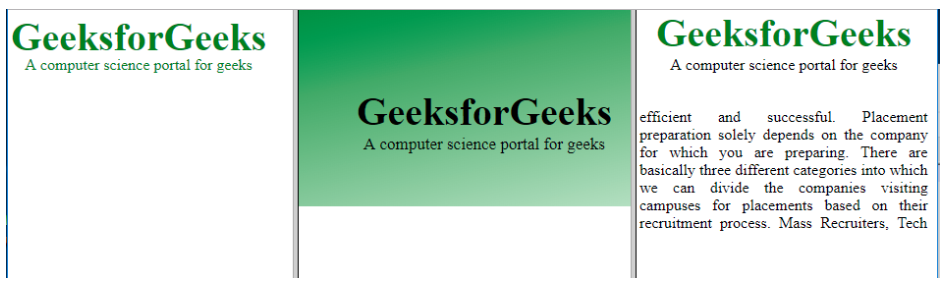 GeeksforGeeks
A computer science portal for geeks
GeeksforGeeks
A computer science portal for geeks
GeeksforGeeks
A computer science portal for geeks
efficient and successful. Placement
preparation solely depends on the company
for which you are preparing. There are
basically three different categories into which
we can divide the companies visiting
campuses for placements based on their
recruitment process. Mass Recruiters, Tech